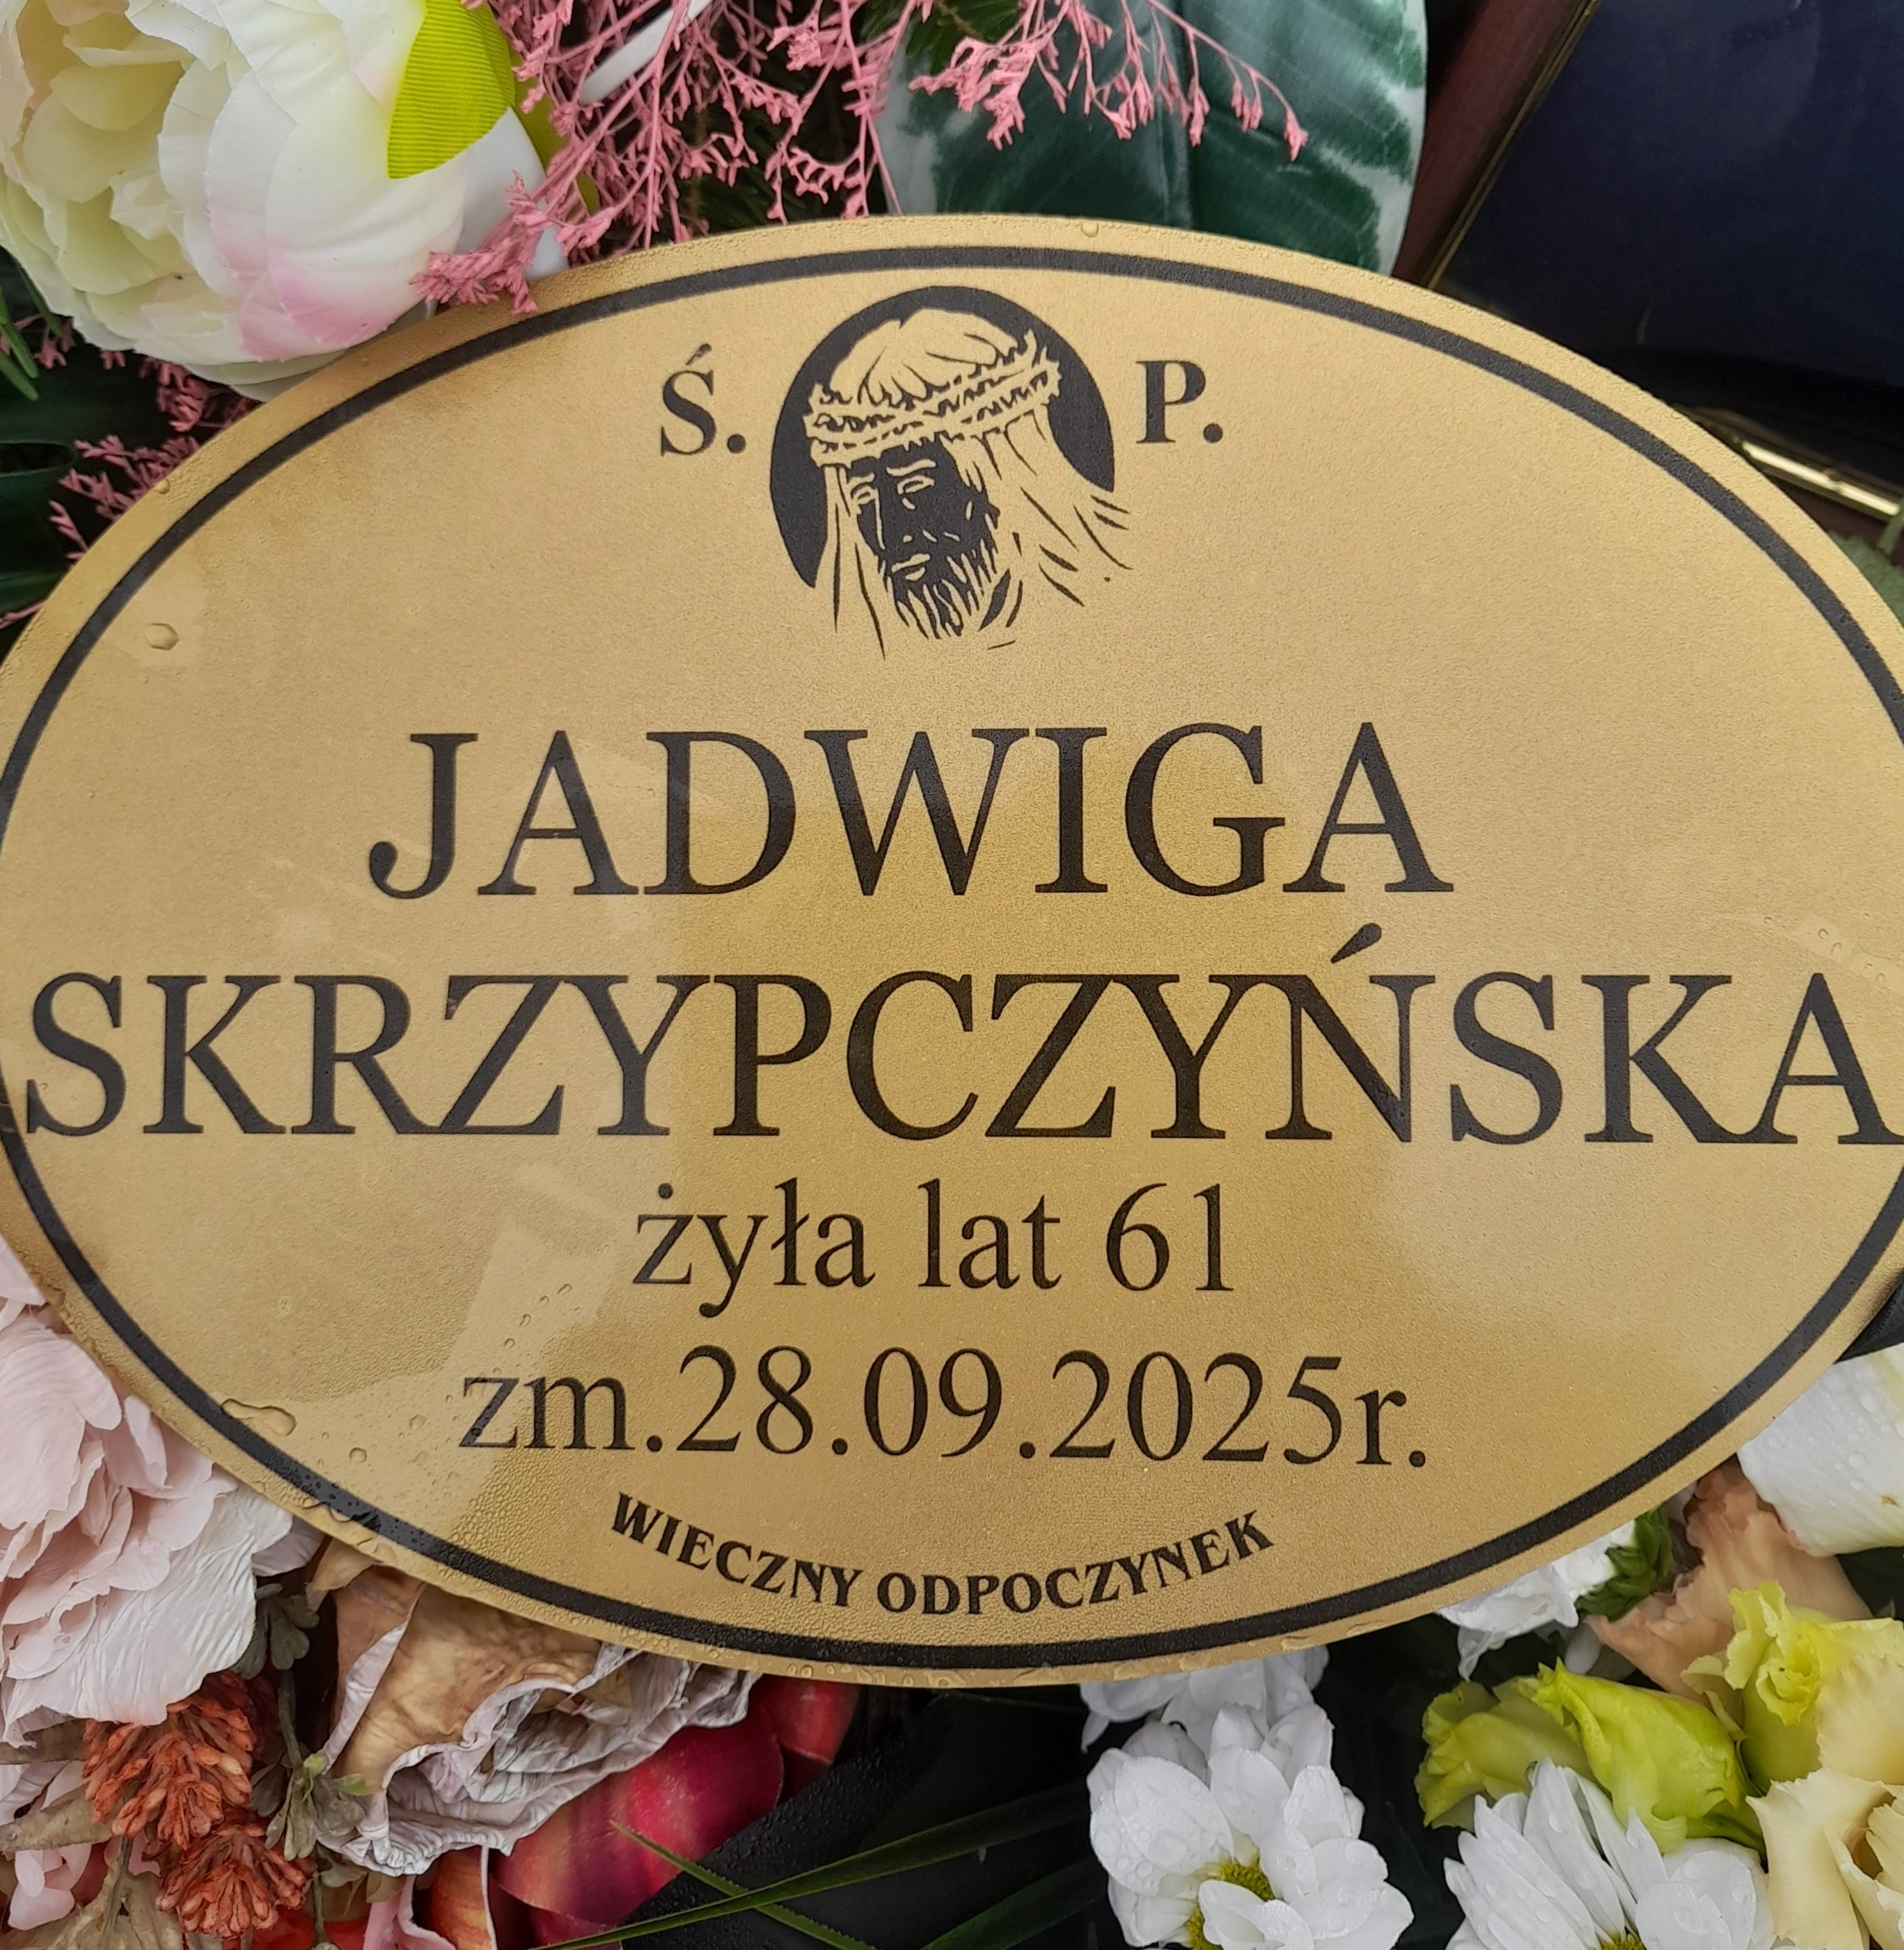 Ś. P.
JADWIGA
SKRZYPCZYŃSKA
żyła lat 61
zm.28.09.2025r.
WIECZNY ODPOCZYNEK